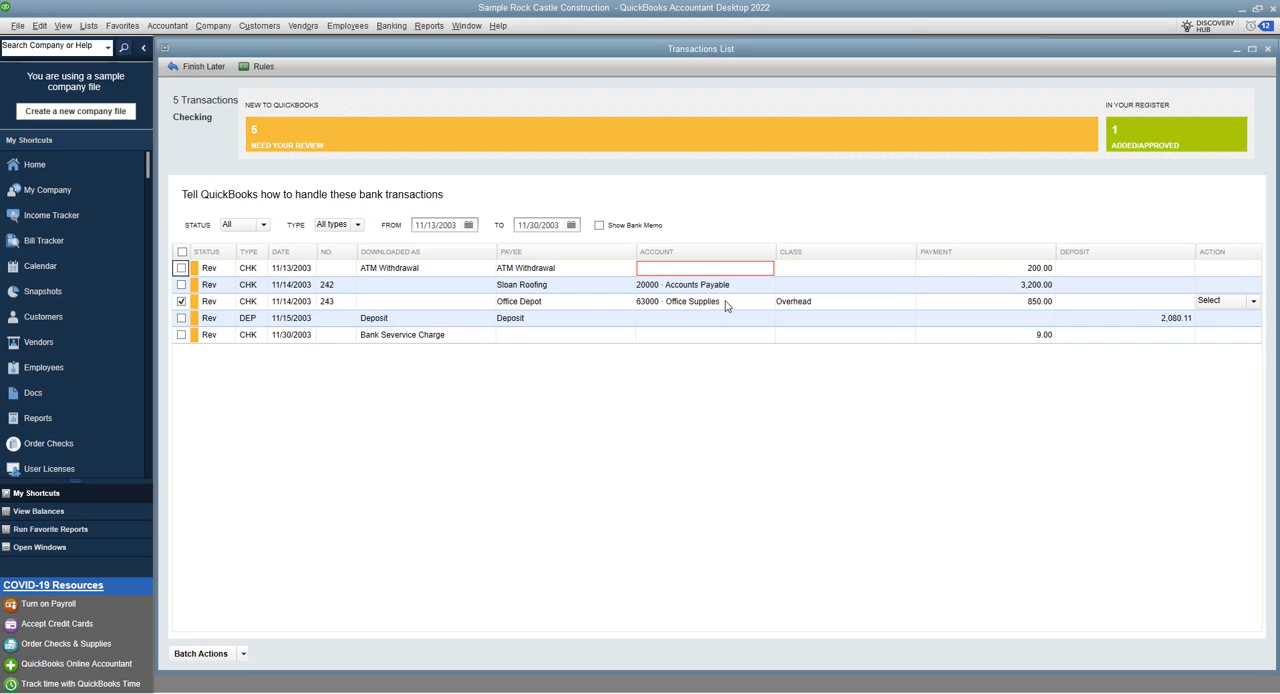 Sample Rock Castle Construction - QuickBooks Accountant Desktop 2022
File Edit View Lists Favorites Accountant Company Customers Vendors Employees Banking Reports Window Help
DISCOVERY HUB 12
Search Company or Help
Transactions List
You are using a sample
company file
Create a new company file
My Shortcuts
Home
My Company
Income Tracker
Bill Tracker
Calendar
Snapshots
Customers
Vendors
Employees
Docs
Reports
Order Checks
User Licenses
My Shortcuts
View Balances
Run Favorite Reports
Open Windows
COVID-19 Resources
Turn on Payroll
Accept Credit Cards
Order Checks & Supplies
QuickBooks Online Accountant
Track time with QuickBooks Time
Finish Later Rules
5 Transactions
Checking
NEW TO QUICKBOOKS
5
NEED YOUR REVIEW
IN YOUR REGISTER
1
ADDED/APPROVED
Tell QuickBooks how to handle these bank transactions
STATUS All TYPE All types FROM 11/13/2003 TO 11/30/2003 Show Bank Memo
STATUS TYPE DATE NO. DOWNLOADED AS PAYEE ACCOUNT CLASS PAYMENT DEPOSIT ACTION
Rev CHK 11/13/2003 ATM Withdrawal ATM Withdrawal 200.00
Rev CHK 11/14/2003 242 Sloan Roofing 20000 · Accounts Payable 3,200.00
Rev CHK 11/14/2003 243 Office Depot 63000 · Office Supplies Overhead 850.00 Select
Rev DEP 11/15/2003 Deposit Deposit 2,080.11
Rev CHK 11/30/2003 Bank Severvice Charge 9.00
Batch Actions